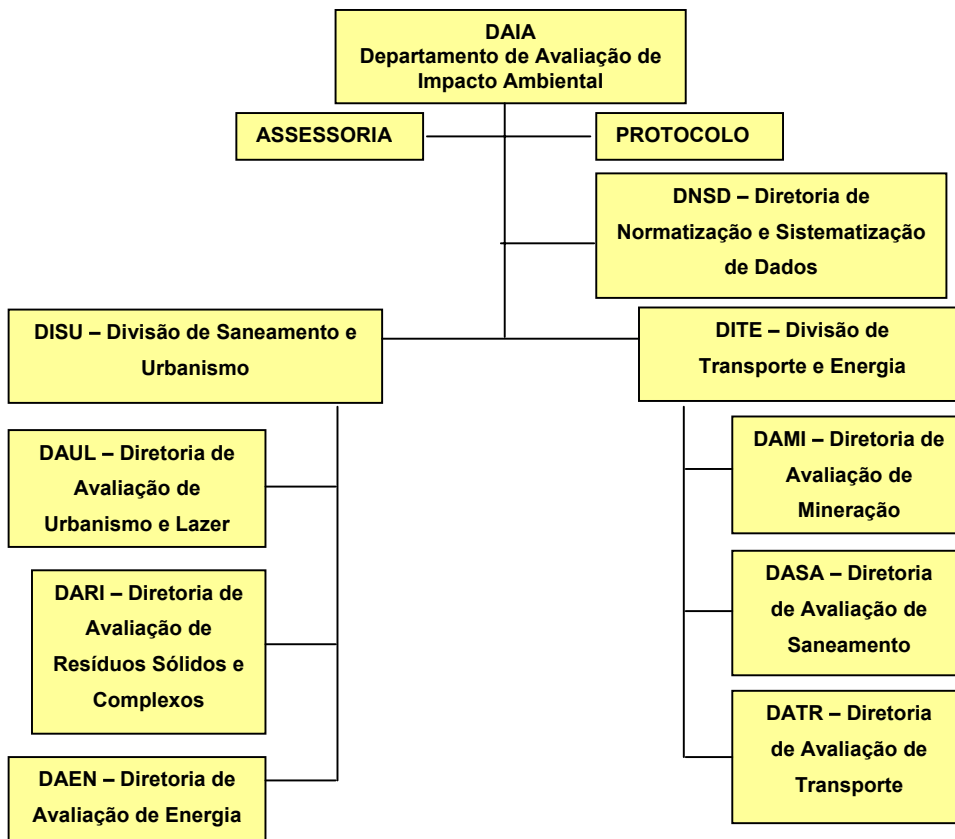 DAIA
Departamento de Avaliação de
Impacto Ambiental
ASSESSORIA
PROTOCOLO
DNSD – Diretoria de
Normatização e Sistematização
de Dados
DISU – Divisão de Saneamento e
Urbanismo
DITE – Divisão de
Transporte e Energia
DAUL – Diretoria de
Avaliação de
Urbanismo e Lazer
DARI – Diretoria de
Avaliação de
Resíduos Sólidos e
Complexos
DAEN – Diretoria de
Avaliação de Energia
DAMI – Diretoria de
Avaliação de
Mineração
DASA – Diretoria
de Avaliação de
Saneamento
DATR – Diretoria
de Avaliação de
Transporte